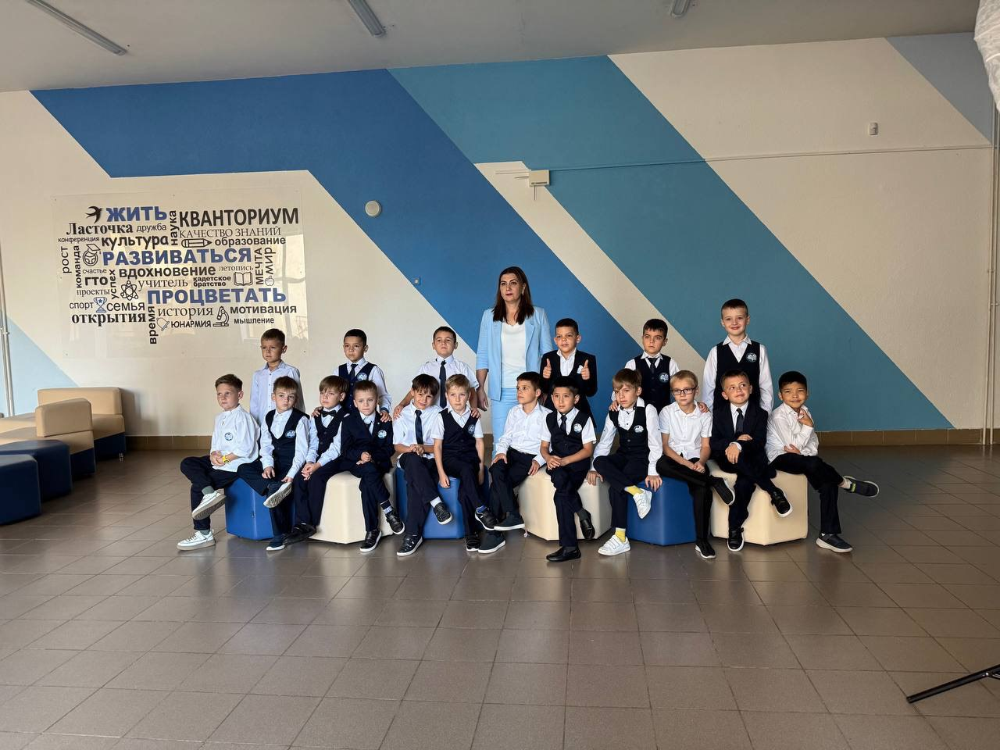 ЖИТЬ
наука
КВАНТОРИУМ
Ласточка дружба
КАЧЕСТВО ЗНАНИЙ
конференция культура
образование
рост
команда
РАЗВИВАТЬСЯ
МЕЧТА
мир
счастье
успех
ВДОХНОВЕНИЕ
летопись
ГТО
учитель
кадетское
братство
проекты
ПРОЦВЕТАТЬ
спорт
семья
время
история
мотивация
открытия
ЮНАРМИЯ
мышление